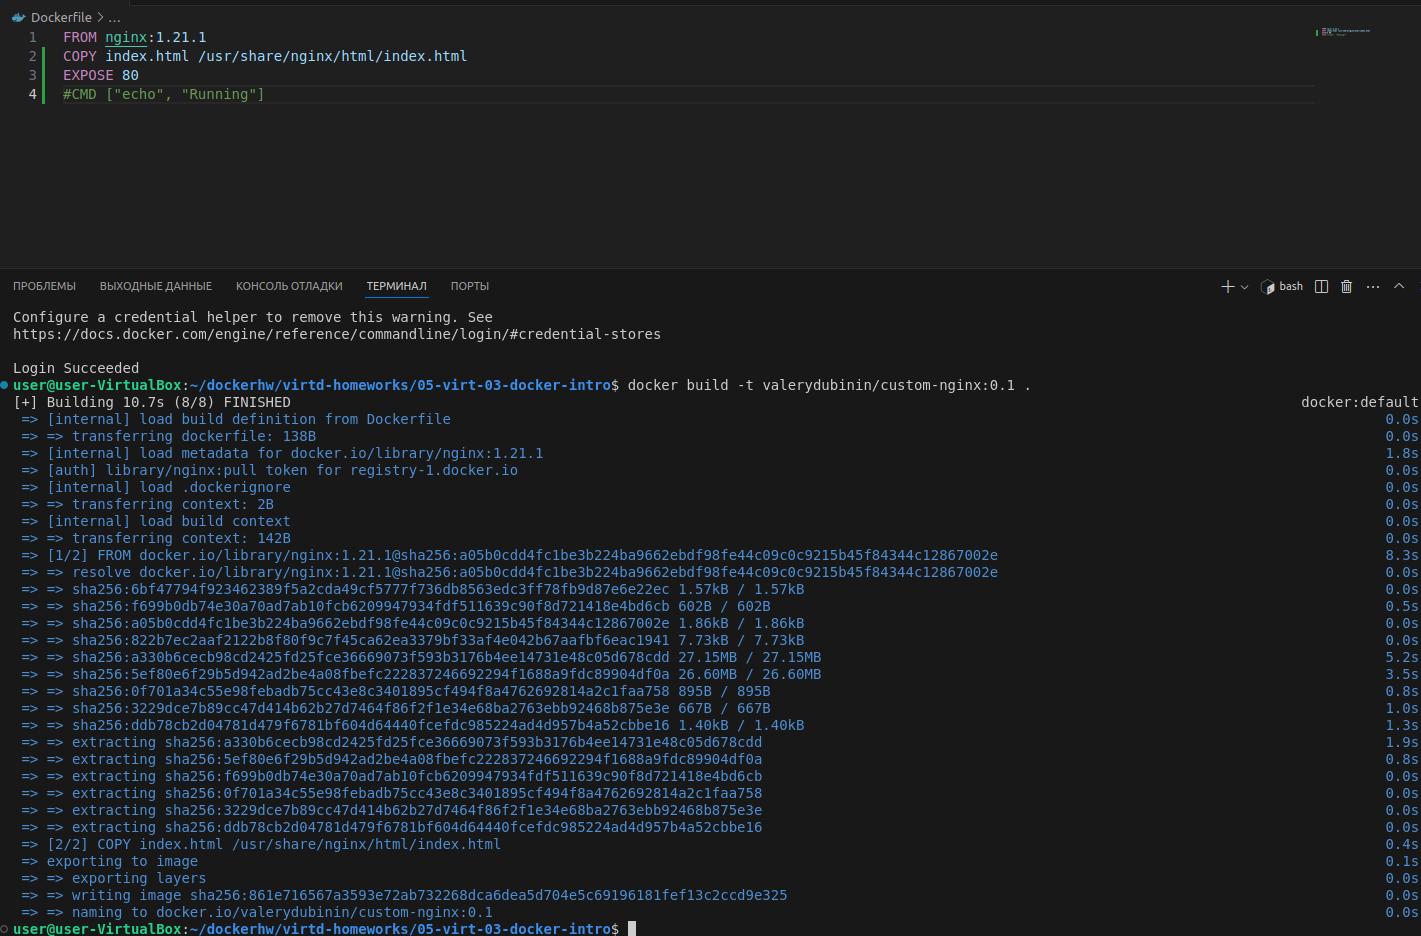 Dockerfile > ...
1 FROM nginx:1.21.1
2 COPY index.html /usr/share/nginx/html/index.html
3 EXPOSE 80
4 #CMD ["echo", "Running"]
ПРОБЛЕМЫ ВЫХОДНЫЕ ДАННЫЕ КОНСОЛЬ ОТЛАДКИ ТЕРМИНАЛ ПОРТЫ bash
Configure a credential helper to remove this warning. See
https://docs.docker.com/engine/reference/commandline/login/#credential-stores
Login Succeeded
user@user-VirtualBox:~/dockerhw/virtd-homeworks/05-virt-03-docker-intro$ docker build -t valerydubinin/custom-nginx:0.1 .
[+] Building 10.7s (8/8) FINISHED docker:default
=> [internal] load build definition from Dockerfile 0.0s
=> => transferring dockerfile: 138B 0.0s
=> [internal] load metadata for docker.io/library/nginx:1.21.1 1.8s
=> [auth] library/nginx:pull token for registry-1.docker.io 0.0s
=> [internal] load .dockerignore 0.0s
=> => transferring context: 2B 0.0s
=> [internal] load build context 0.0s
=> => transferring context: 142B 0.0s
=> [1/2] FROM docker.io/library/nginx:1.21.1@sha256:a05b0cdd4fc1be3b224ba9662ebdf98fe44c09c0c9215b45f84344c12867002e 8.3s
=> => resolve docker.io/library/nginx:1.21.1@sha256:a05b0cdd4fc1be3b224ba9662ebdf98fe44c09c0c9215b45f84344c12867002e 0.0s
=> => sha256:6bf47794f923462389f5a2cda49cf5777f736db8563edc3ff78fb9d87e6e22ec 1.57kB / 1.57kB 0.0s
=> => sha256:f699b0db74e30a70ad7ab10fcb6209947934fdf511639c90f8d721418e4bd6cb 602B / 602B 0.5s
=> => sha256:a05b0cdd4fc1be3b224ba9662ebdf98fe44c09c0c9215b45f84344c12867002e 1.86kB / 1.86kB 0.0s
=> => sha256:822b7ec2aaf2122b8f80f9c7f45ca62ea3379bf33af4e042b67aafbf6eac1941 7.73kB / 7.73kB 0.0s
=> => sha256:a330b6cecb98cd2425fd25fce36669073f593b3176b4ee14731e48c05d678cdd 27.15MB / 27.15MB 5.2s
=> => sha256:5ef80e6f29b5d942ad2be4a08fbefc222837246692294f1688a9fdc89904df0a 26.60MB / 26.60MB 3.5s
=> => sha256:0f701a34c55e98febadb75cc43e8c3401895cf494f8a4762692814a2c1faa758 895B / 895B 0.8s
=> => sha256:3229dce7b89cc47d414b62b27d7464f86f2f1e34e68ba2763ebb92468b875e3e 667B / 667B 1.0s
=> => sha256:ddb78cb2d04781d479f6781bf604d64440fcefdc985224ad4d957b4a52cbbe16 1.40kB / 1.40kB 1.3s
=> => extracting sha256:a330b6cecb98cd2425fd25fce36669073f593b3176b4ee14731e48c05d678cdd 1.9s
=> => extracting sha256:5ef80e6f29b5d942ad2be4a08fbefc222837246692294f1688a9fdc89904df0a 0.8s
=> => extracting sha256:f699b0db74e30a70ad7ab10fcb6209947934fdf511639c90f8d721418e4bd6cb 0.0s
=> => extracting sha256:0f701a34c55e98febadb75cc43e8c3401895cf494f8a4762692814a2c1faa758 0.0s
=> => extracting sha256:3229dce7b89cc47d414b62b27d7464f86f2f1e34e68ba2763ebb92468b875e3e 0.0s
=> => extracting sha256:ddb78cb2d04781d479f6781bf604d64440fcefdc985224ad4d957b4a52cbbe16 0.0s
=> [2/2] COPY index.html /usr/share/nginx/html/index.html 0.4s
=> exporting to image 0.1s
=> => exporting layers 0.0s
=> => writing image sha256:861e716567a3593e72ab732268dca6dea5d704e5c69196181fef13c2ccd9e325 0.0s
=> => naming to docker.io/valerydubinin/custom-nginx:0.1 0.0s
user@user-VirtualBox:~/dockerhw/virtd-homeworks/05-virt-03-docker-intro$